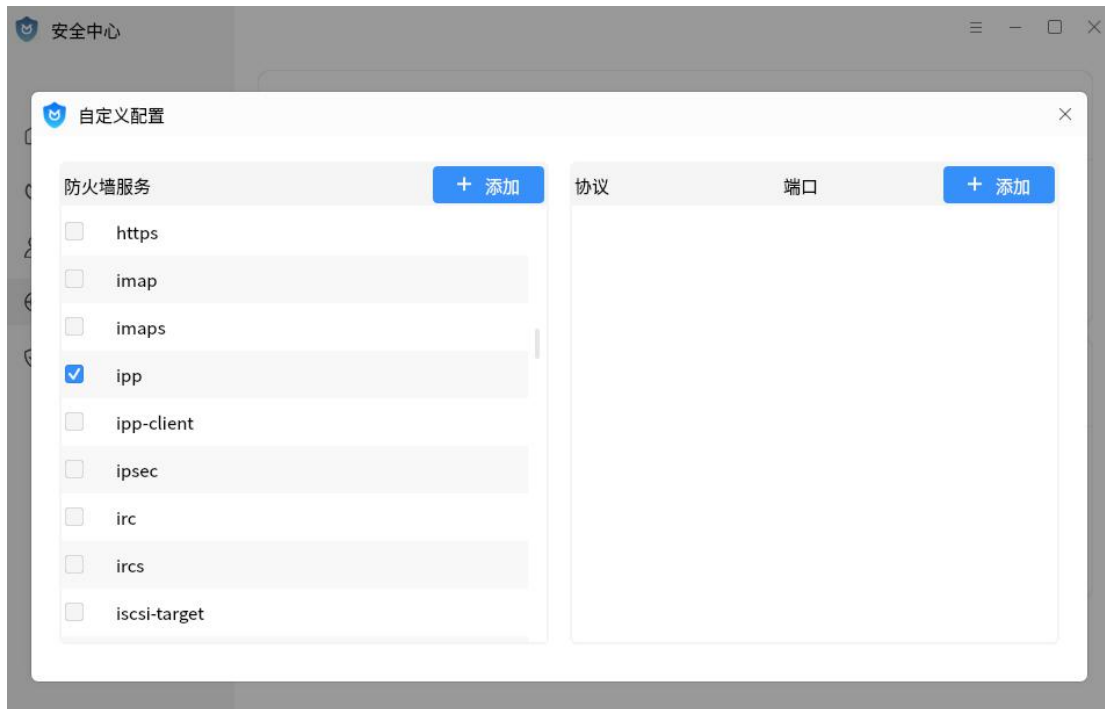 安全中心
自定义配置
防火墙服务
+ 添加
https
imap
imaps
ipp
ipp-client
ipsec
irc
ircs
iscsi-target
协议 端口
+ 添加